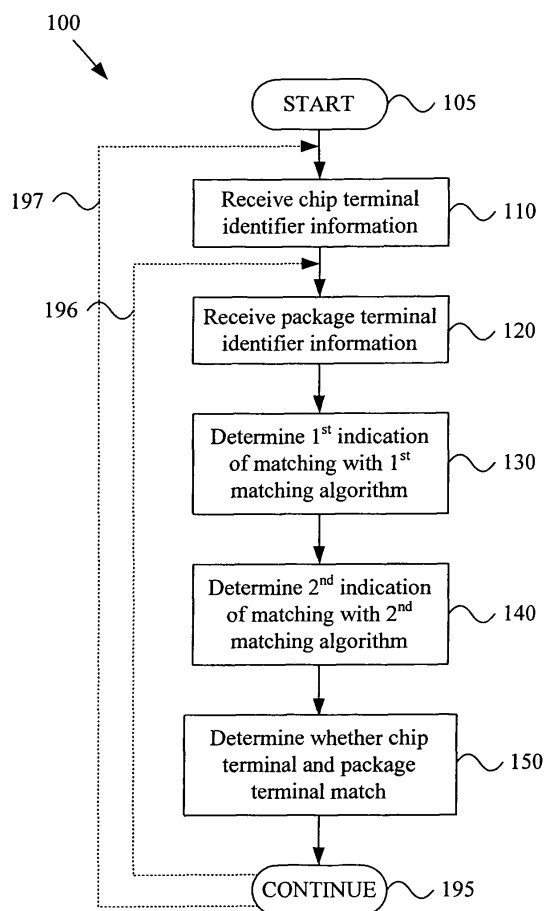 100
START
105
197
Receive chip terminal
identifier information
110
196
Receive package terminal
identifier information
120
Determine 1st indication
of matching with 1st
matching algorithm
130
Determine 2nd indication
of matching with 2nd
matching algorithm
140
Determine whether chip
terminal and package
terminal match
150
CONTINUE
195